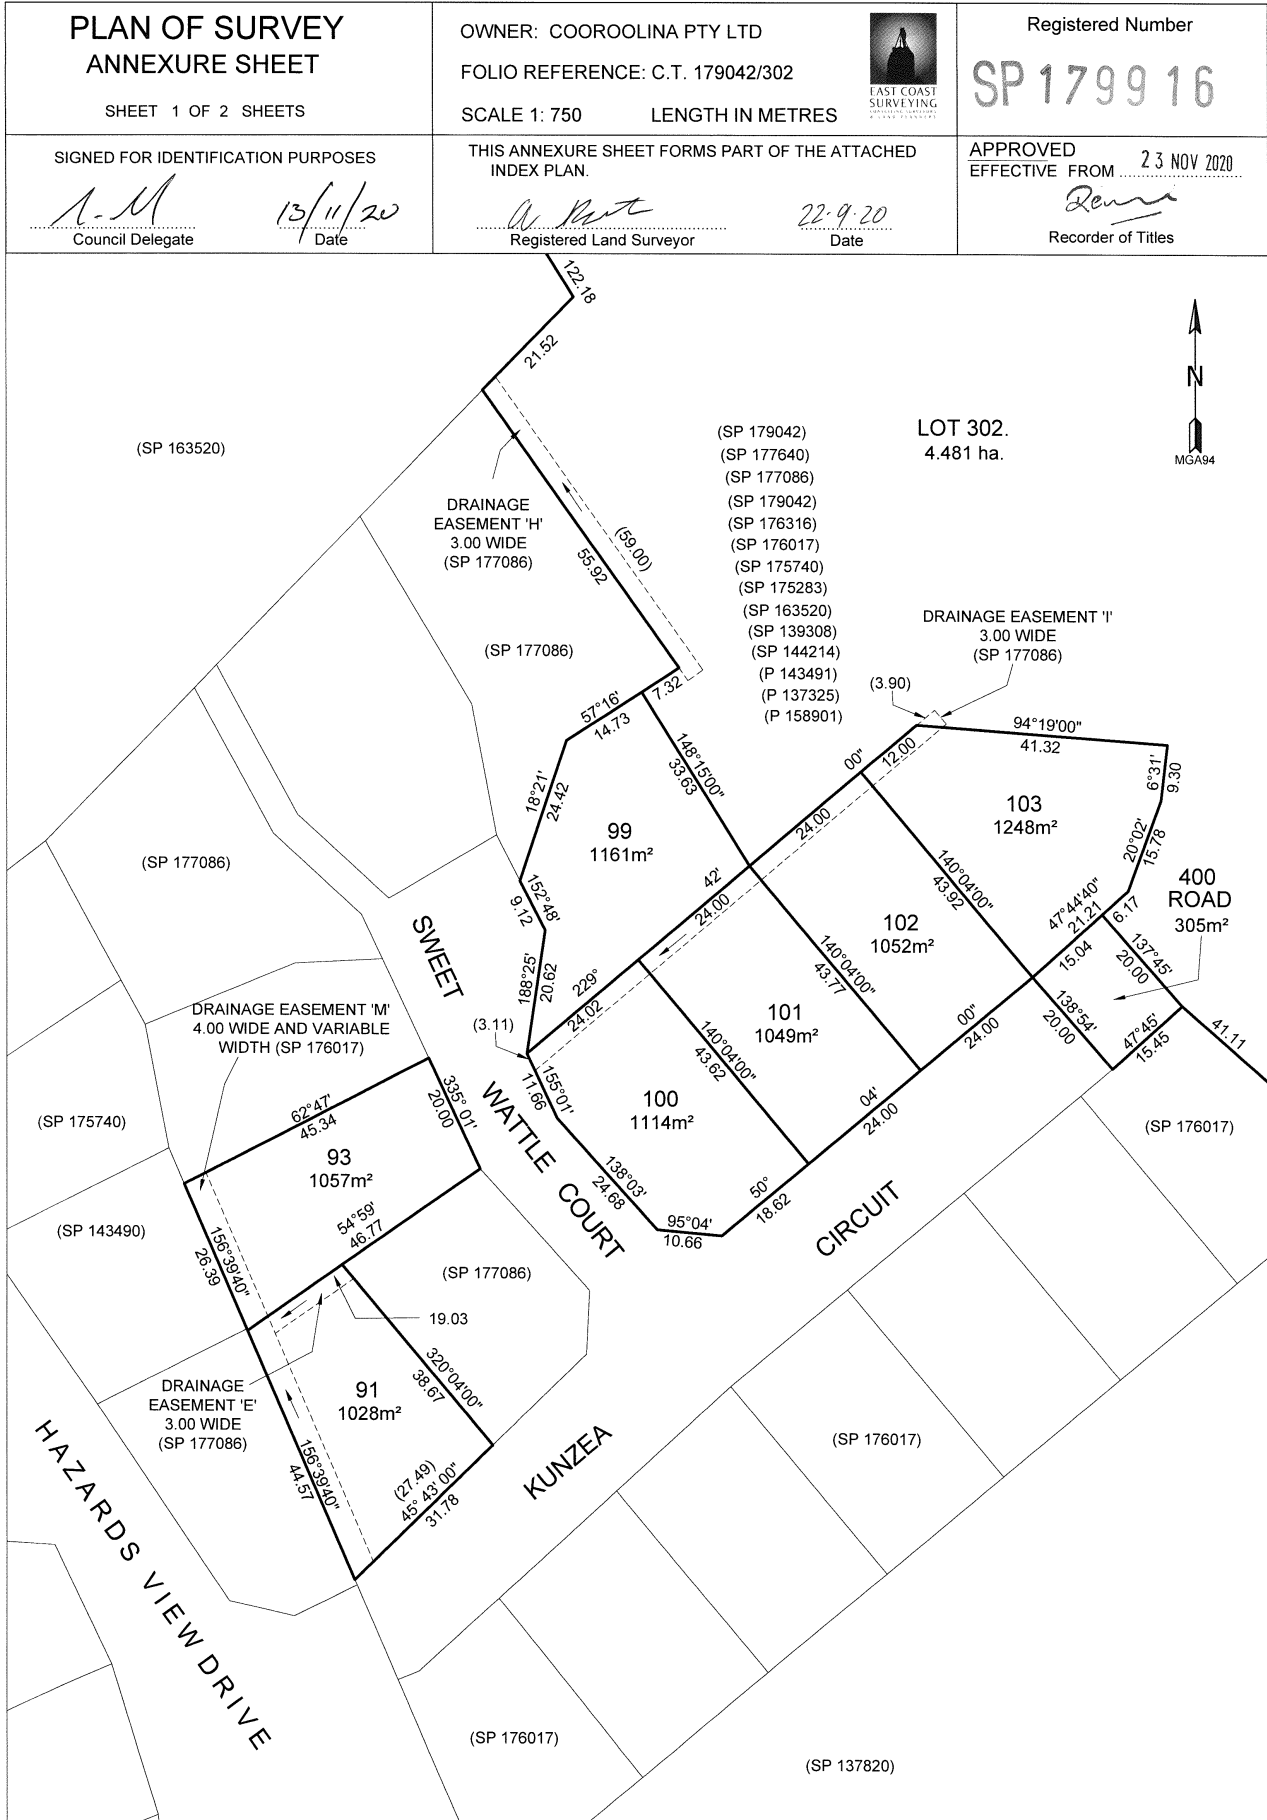 PLAN OF SURVEY
ANNEXURE SHEET
SHEET 1 OF 2 SHEETS
OWNER: COOROOLINA PTY LTD
FOLIO REFERENCE: C.T. 179042/302
SCALE 1: 750 LENGTH IN METRES
EAST COAST
SURVEYING
Registered Number
SP179916
SIGNED FOR IDENTIFICATION PURPOSES
13/11/20
Council Delegate Date
THIS ANNEXURE SHEET FORMS PART OF THE ATTACHED
INDEX PLAN.
22-9-20
Registered Land Surveyor Date
APPROVED
EFFECTIVE FROM 23 NOV 2020
Recorder of Titles
122.18
21.52
N
MGA94
(SP 163520)
LOT 302.
4.481 ha.
(SP 179042)
(SP 177640)
(SP 177086)
(SP 179042)
(SP 176316)
(SP 176017)
(SP 175740)
(SP 175283)
(SP 163520)
(SP 139308)
(SP 144214)
(P 143491)
(P 137325)
(P 158901)
DRAINAGE
EASEMENT 'H'
3.00 WIDE
(SP 177086)
(59.00)
55.92
(SP 177086)
DRAINAGE EASEMENT 'I'
3.00 WIDE
(SP 177086)
(3.90)
57°16'
14.73
7.32
148°15'00"
33.63
18°21'
24.42
99
1161m²
152°48'
9.12
188°25'
20.62
00"
12.00
94°19'00"
41.32
6°31'
9.30
103
1248m²
20°02'
15.78
24.00
42'
24.00
229°
24.02
140°04'00"
43.92
47°44'40"
21.21
6.17
15.04
400
ROAD
305m²
137°45'
20.00
138°54'
20.00
47°45'
15.45
41.11
102
1052m²
140°04'00"
43.77
101
1049m²
00"
24.00
140°04'00"
43.62
100
1114m²
04'
24.00
50°
18.62
(3.11)
155°01'
11.66
138°03'
24.68
95°04'
10.66
(SP 177086)
SWEET
WATTLE
COURT
DRAINAGE EASEMENT 'M'
4.00 WIDE AND VARIABLE
WIDTH (SP 176017)
(SP 175740)
(SP 143490)
62°47'
45.34
335° 01'
20.00
93
1057m²
54°59'
46.77
156°39'40"
26.39
(SP 177086)
19.03
DRAINAGE
EASEMENT 'E'
3.00 WIDE
(SP 177086)
320°04'00"
38.67
91
1028m²
156°39'40"
44.57
(27.49)
45° 43' 00"
31.78
KUNZEA
CIRCUIT
(SP 176017)
(SP 176017)
(SP 176017)
(SP 137820)
HAZARDS VIEW DRIVE